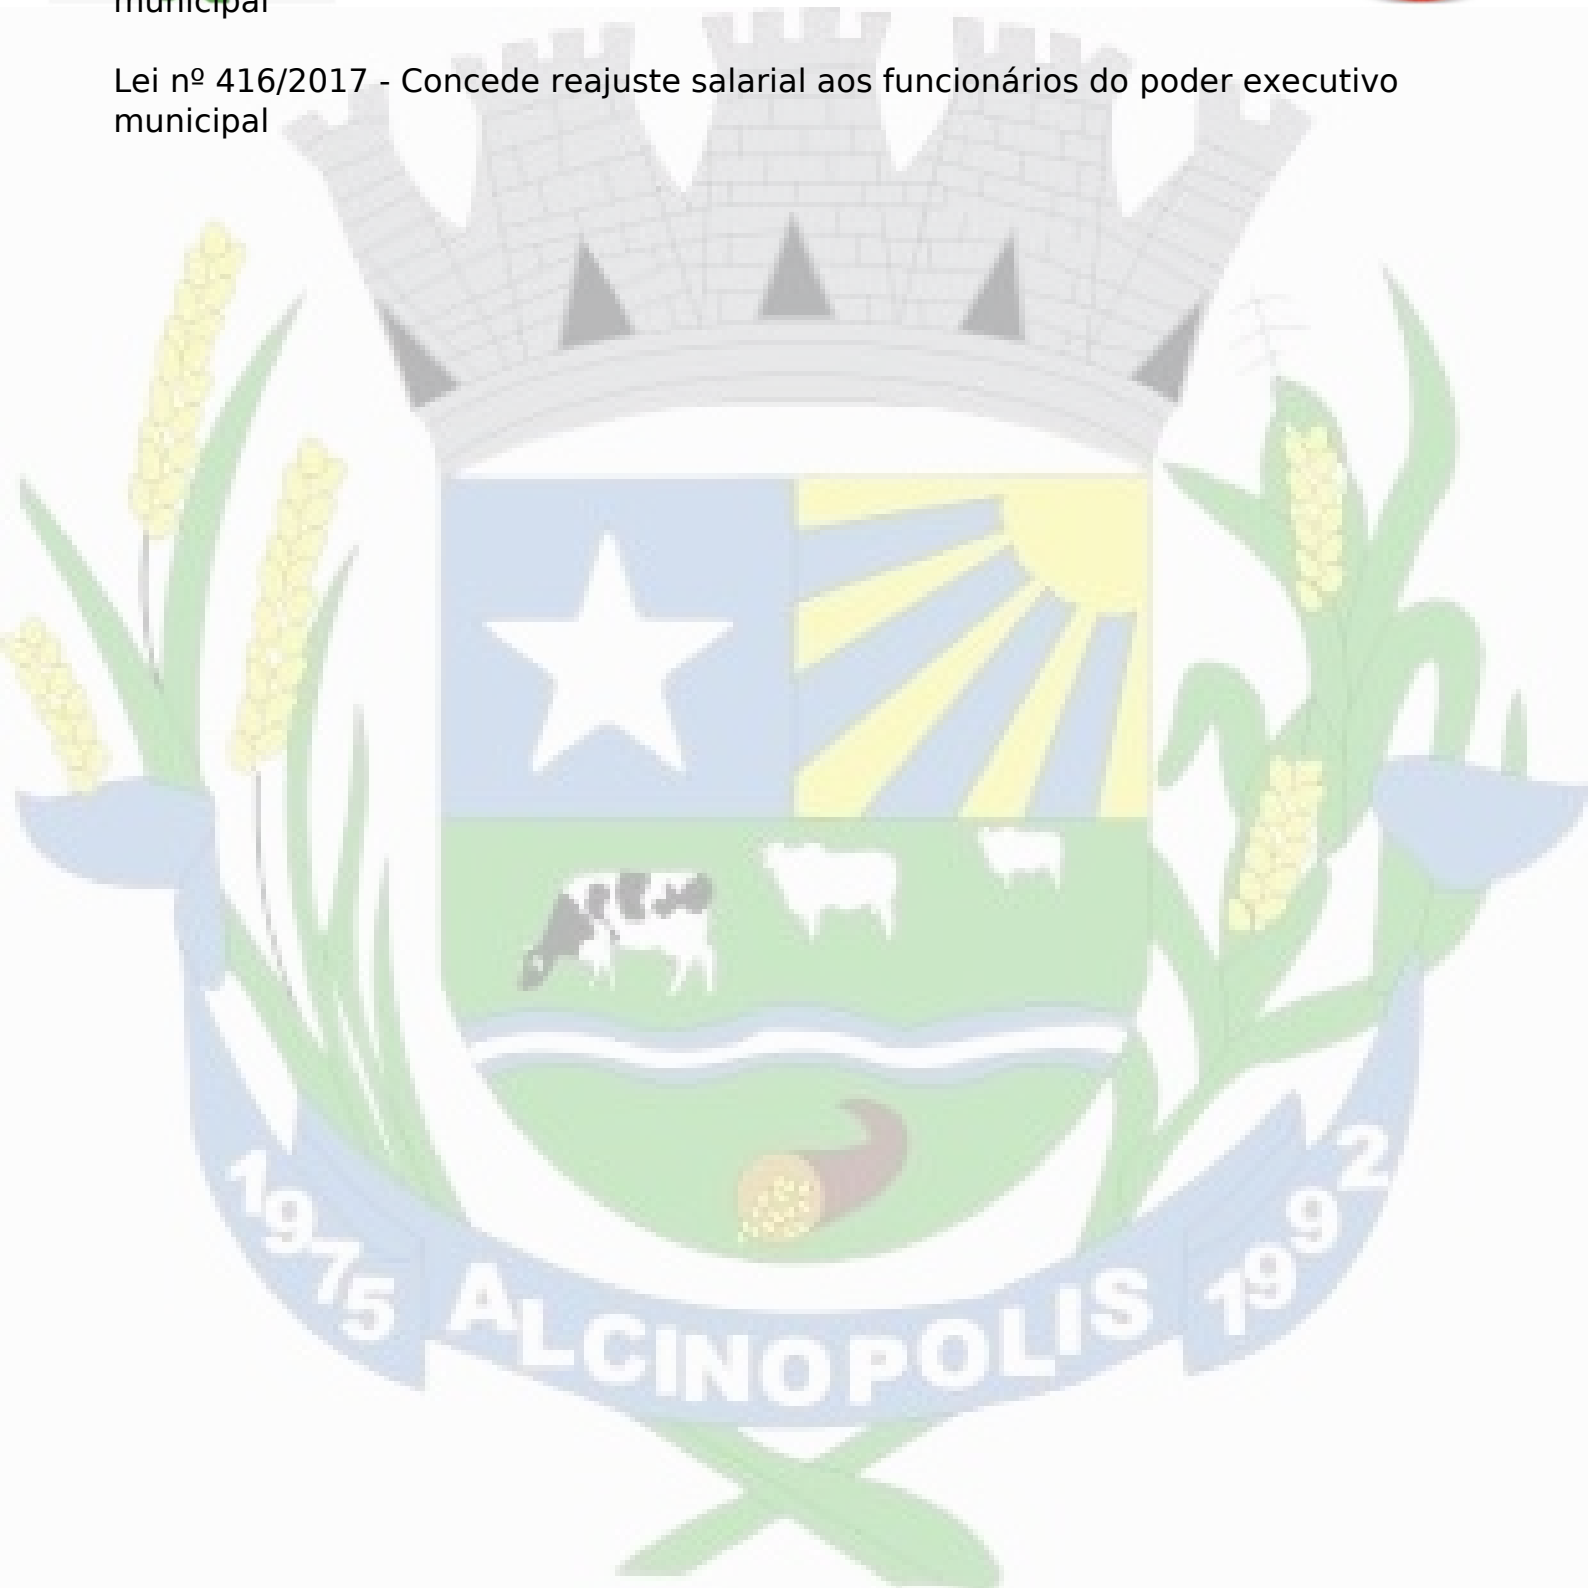 municipal
Lei nº 416/2017 - Concede reajuste salarial aos funcionários do poder executivo
municipal
1975 ALCINOPOLIS 1992